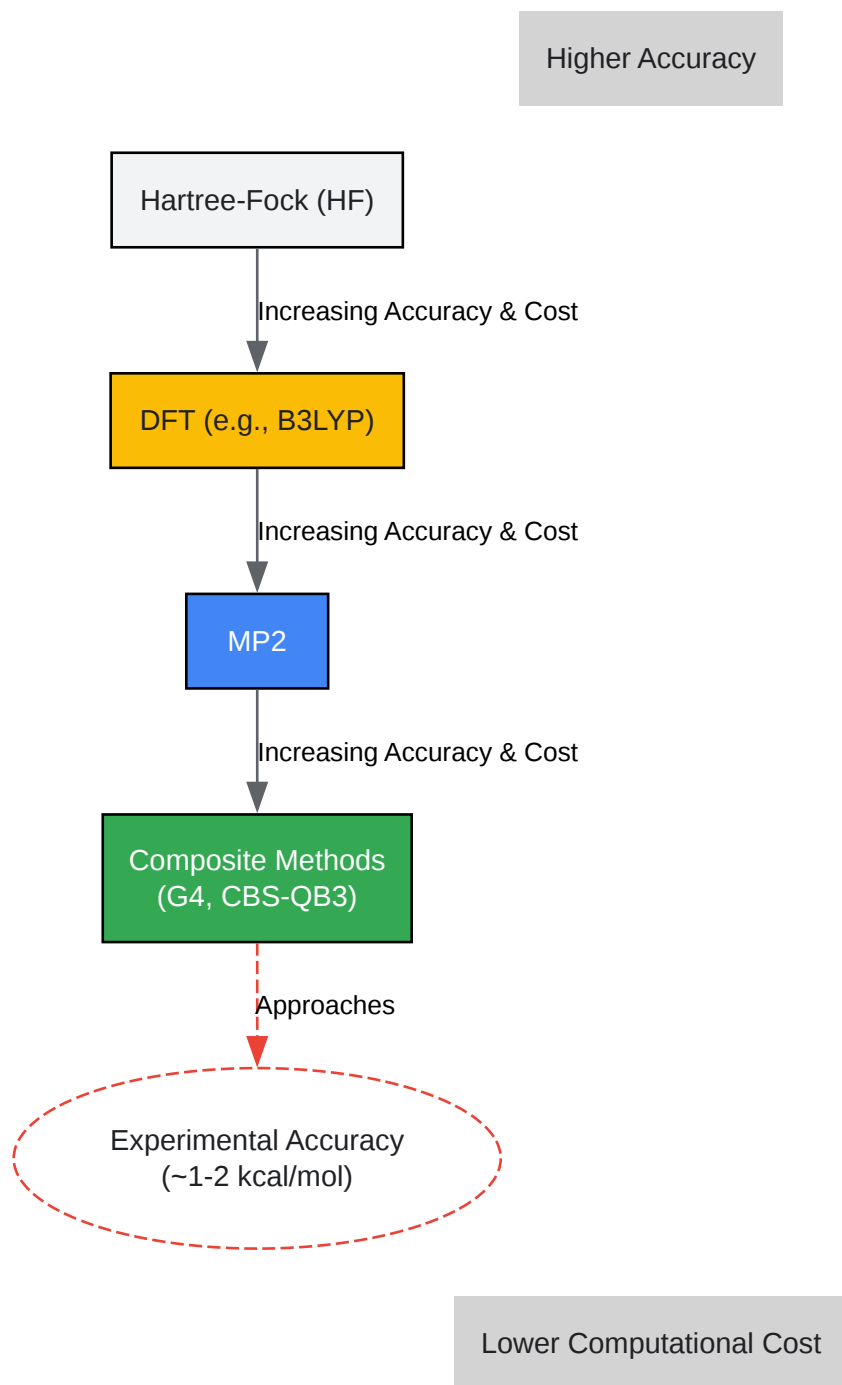 Higher Accuracy
Hartree-Fock (HF)
Increasing Accuracy & Cost
DFT (e.g., B3LYP)
Increasing Accuracy & Cost
MP2
Increasing Accuracy & Cost
Composite Methods
(G4, CBS-QB3)
Approaches
Experimental Accuracy
(~1-2 kcal/mol)
Lower Computational Cost